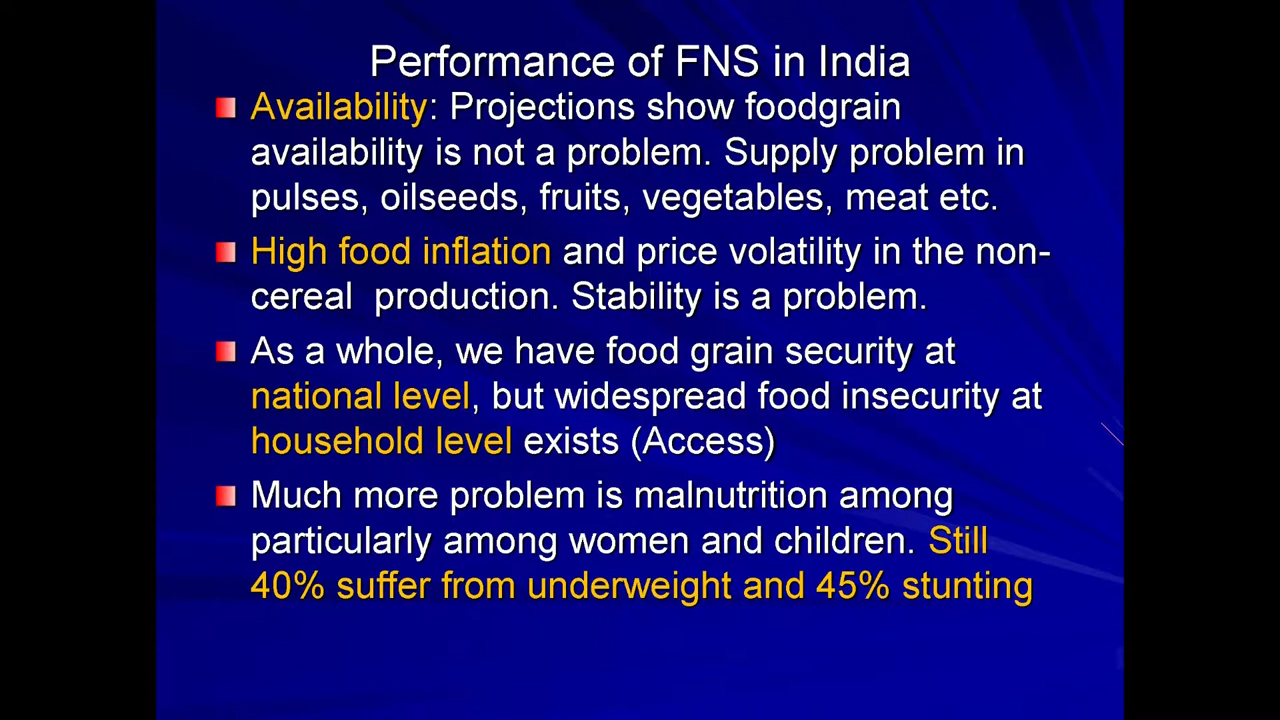 Performance of FNS in India
Availability: Projections show foodgrain
availability is not a problem. Supply problem in
pulses, oilseeds, fruits, vegetables, meat etc.
High food inflation and price volatility in the non-
cereal  production. Stability is a problem.
As a whole, we have food grain security at
national level, but widespread food insecurity at
household level exists (Access)
Much more problem is malnutrition among
particularly among women and children. Still
40% suffer from underweight and 45% stunting